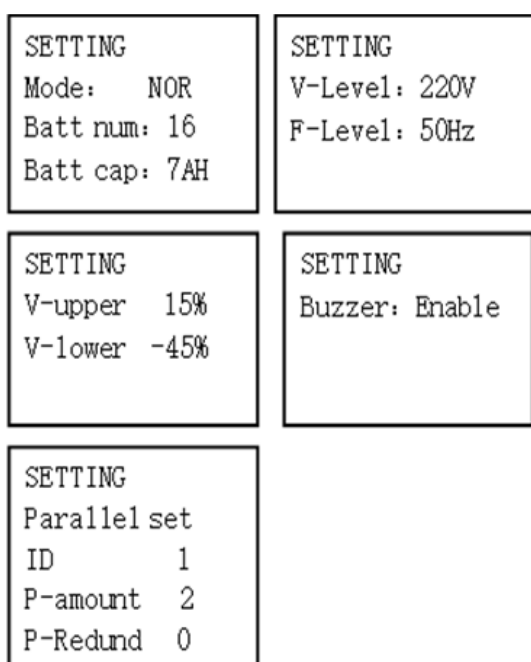 SETTING
Mode: NOR
Batt num: 16
Batt cap: 7AH
SETTING
V-Level: 220V
F-Level: 50Hz
SETTING
V-upper 15%
V-lower -45%
SETTING
Buzzer: Enable
SETTING
Parallel set
ID 1
P-amount 2
P-Redund 0